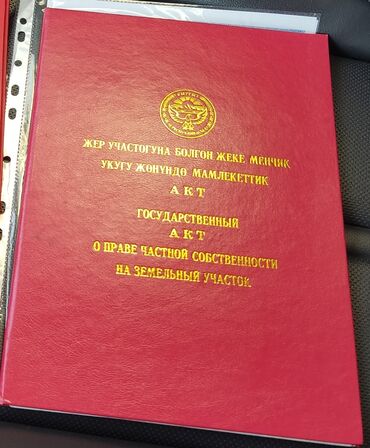 ЖЕР УЧАСТОГУНА БОЛГОН ЖЕКЕ МЕНЧИК
УКУГУ ЖӨНҮНДӨ МАМЛЕКЕТТИК
АКТ
ГОСУДАРСТВЕННЫЙ
АКТ
О ПРАВЕ ЧАСТНОЙ СОБСТВЕННОСТИ
НА ЗЕМЕЛЬНЫЙ УЧАСТОК